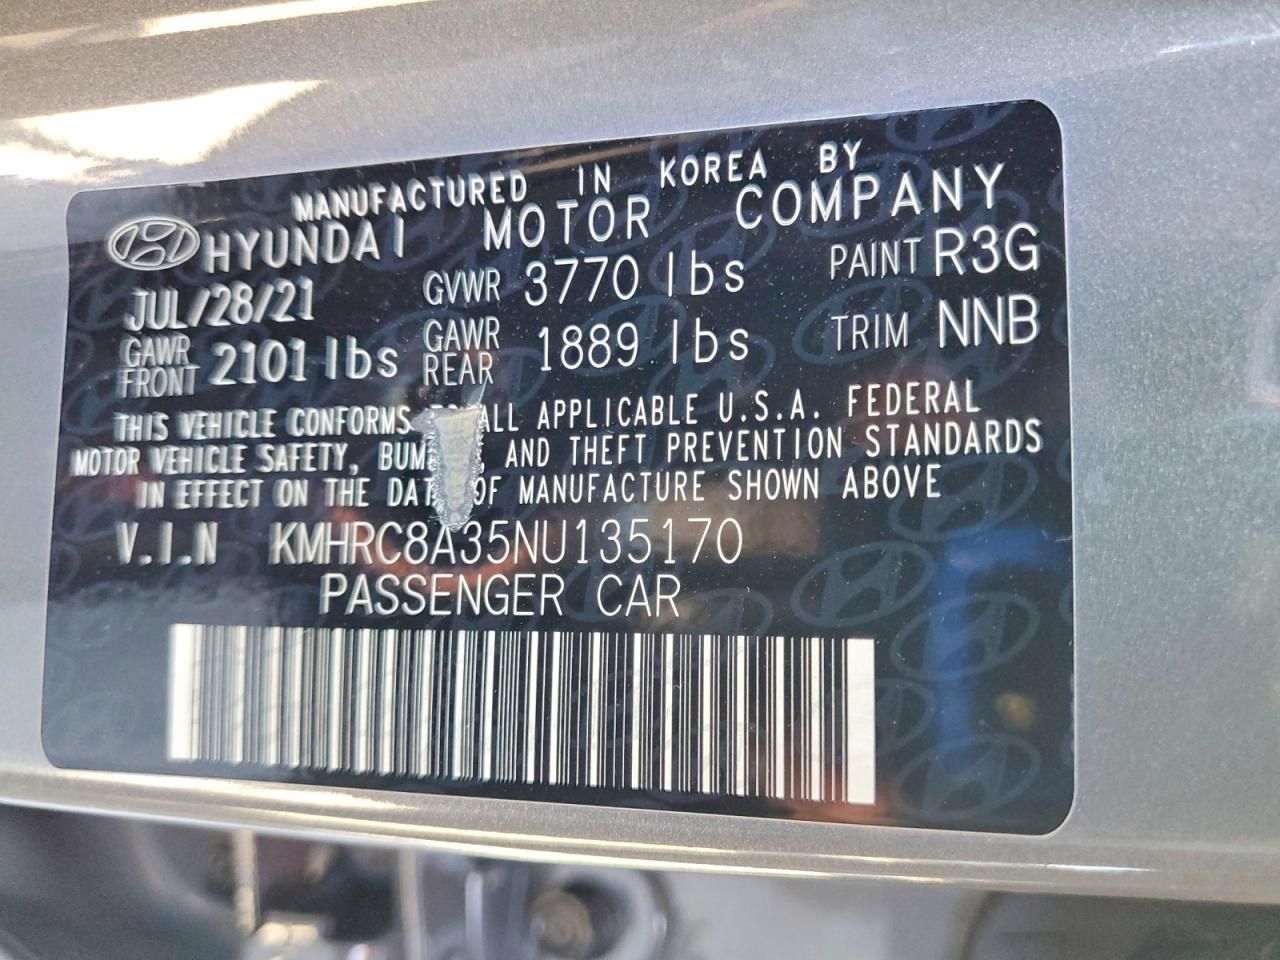 MANUFACTURED IN KOREA BY
HYUNDAI MOTOR COMPANY
JUL/28/21 GVWR 3770 lbs PAINT R3G
GAWR FRONT 2101 lbs GAWR REAR 1889 lbs TRIM NNB
THIS VEHICLE CONFORMS ALL APPLICABLE U.S.A. FEDERAL
MOTOR VEHICLE SAFETY, AND THEFT PREVENTION STANDARDS
IN EFFECT ON THE OF MANUFACTURE SHOWN ABOVE
V.I.N KMHRC8A35NU135170
PASSENGER CAR